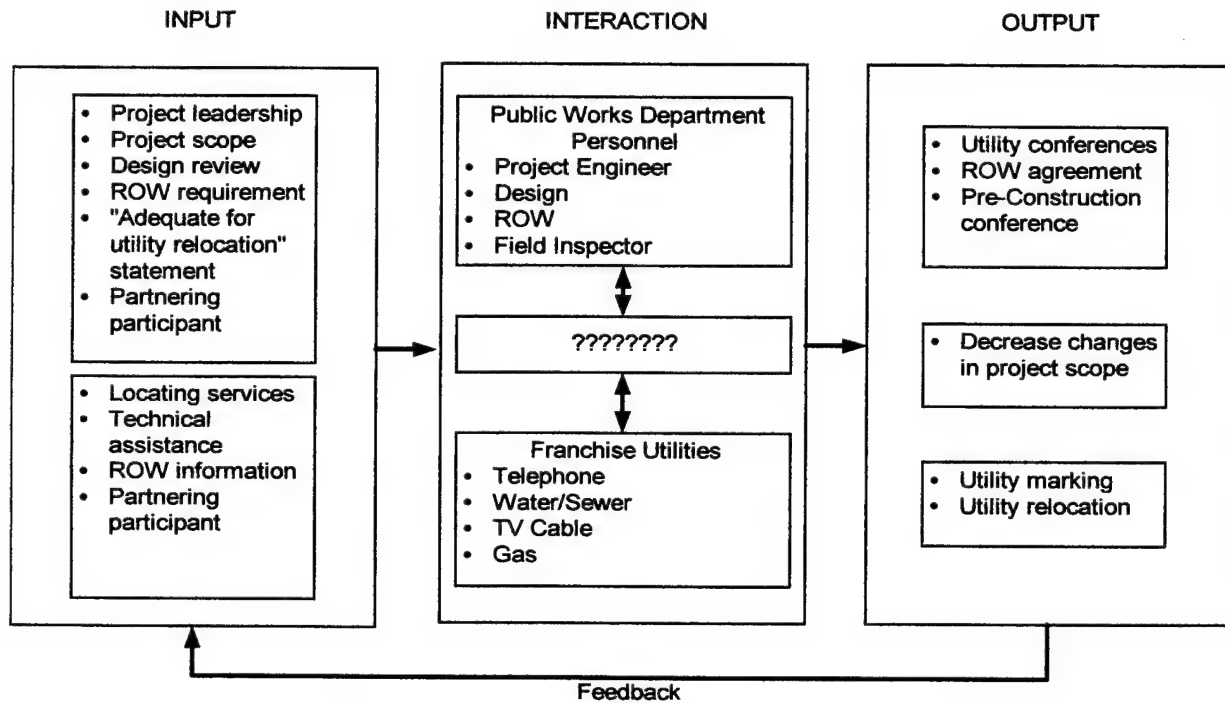 INPUT
INTERACTION
OUTPUT
• Project leadership
• Project scope
• Design review
• ROW requirement
• "Adequate for
utility relocation"
statement
• Partnering
participant
• Locating services
• Technical
assistance
• ROW information
• Partnering
participant
Public Works Department
Personnel
• Project Engineer
• Design
• ROW
• Field Inspector
????????
Franchise Utilities
• Telephone
• Water/Sewer
• TV Cable
• Gas
• Utility conferences
• ROW agreement
• Pre-Construction
conference
• Decrease changes
in project scope
• Utility marking
• Utility relocation
Feedback